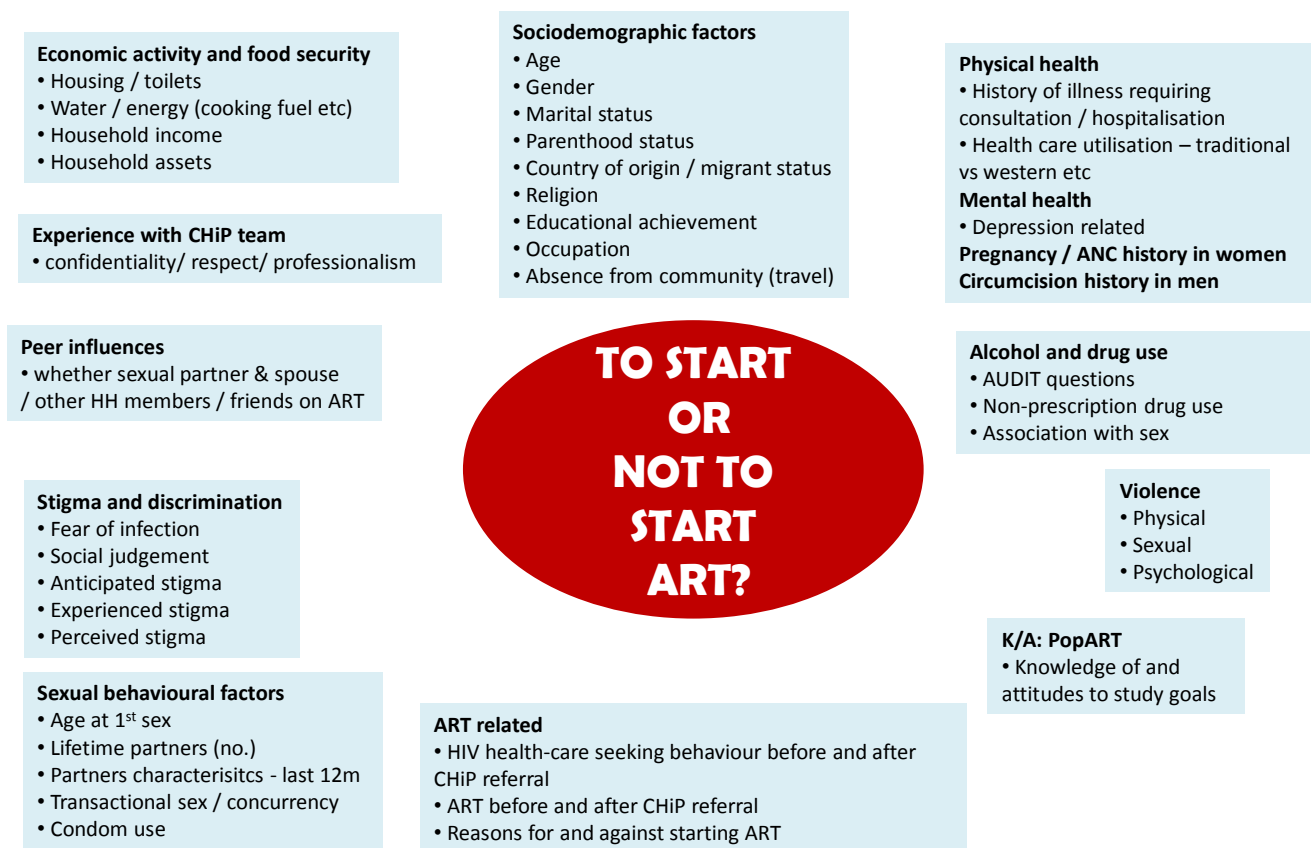 Economic activity and food security
• Housing / toilets
• Water / energy (cooking fuel etc)
• Household income
• Household assets
Sociodemographic factors
• Age
• Gender
• Marital status
• Parenthood status
• Country of origin / migrant status
• Religion
• Educational achievement
• Occupation
• Absence from community (travel)
Physical health
• History of illness requiring
consultation / hospitalisation
• Health care utilisation – traditional
vs western etc
Mental health
• Depression related
Pregnancy / ANC history in women
Circumcision history in men
Experience with CHiP team
• confidentiality/ respect/ professionalism
Peer influences
• whether sexual partner & spouse
/ other HH members / friends on ART
TO START
OR
NOT TO
START
ART?
Alcohol and drug use
• AUDIT questions
• Non-prescription drug use
• Association with sex
Violence
• Physical
• Sexual
• Psychological
Stigma and discrimination
• Fear of infection
• Social judgement
• Anticipated stigma
• Experienced stigma
• Perceived stigma
K/A: PopART
• Knowledge of and
attitudes to study goals
Sexual behavioural factors
• Age at 1st sex
• Lifetime partners (no.)
• Partners characterisitcs - last 12m
• Transactional sex / concurrency
• Condom use
ART related
• HIV health-care seeking behaviour before and after
CHiP referral
• ART before and after CHiP referral
• Reasons for and against starting ART